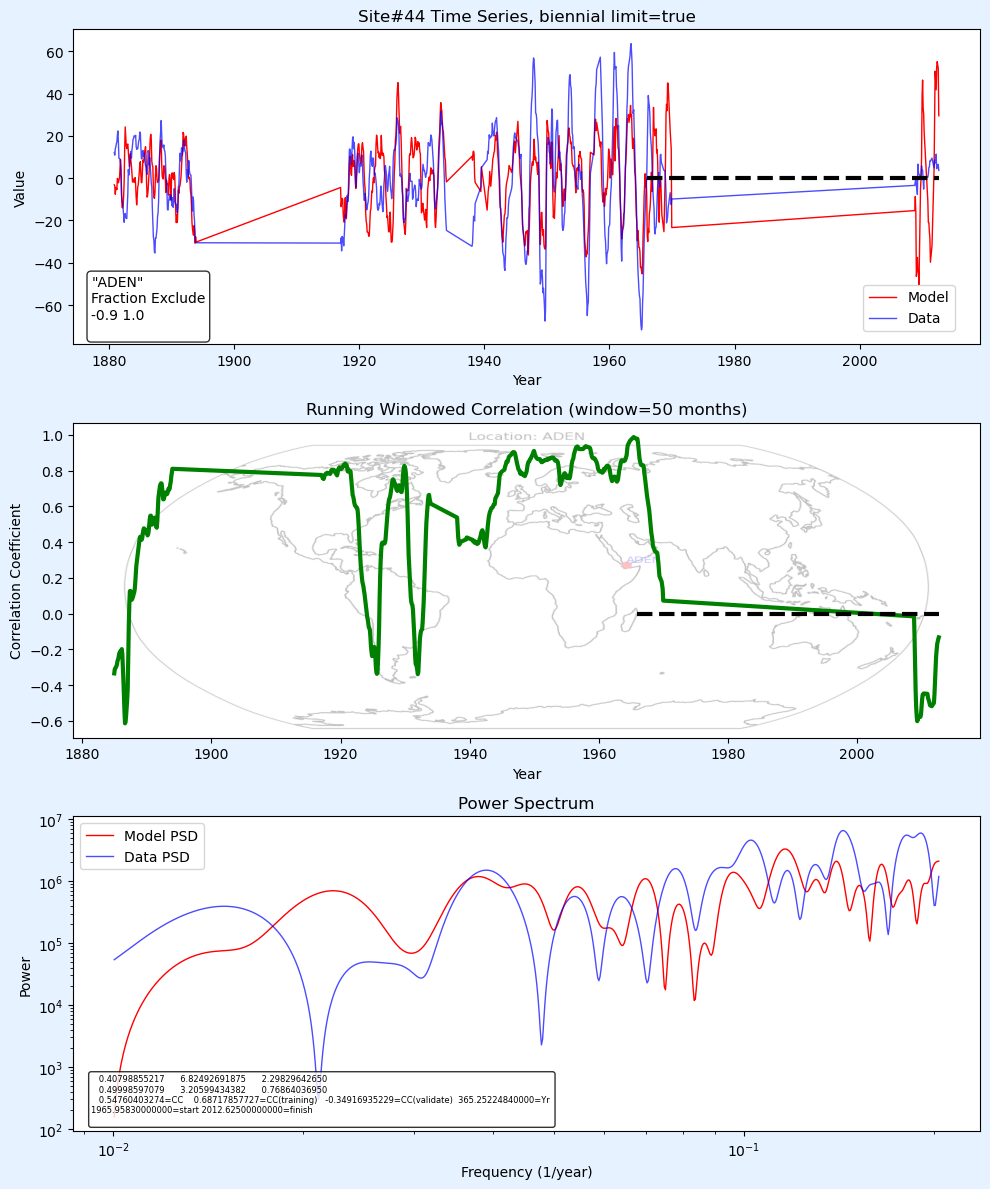 Site#44 Time Series, biennial limit=true
60
40
20
0
−20
−40
−60
Value
"ADEN"
Fraction Exclude
-0.9 1.0
Model
Data
1880 1900 1920 1940 1960 1980 2000
Year
Running Windowed Correlation (window=50 months)
Location: ADEN
1.0
0.8
0.6
0.4
0.2
0.0
−0.2
−0.4
−0.6
Correlation Coefficient
ADEN
1880 1900 1920 1940 1960 1980 2000
Year
Power Spectrum
Model PSD
Data PSD
10^7
10^6
10^5
10^4
10^3
10^2
Power
0.40798855217 6.82492691875 2.29829642650
0.49998597079 3.20599434382 0.76864036950
0.54760403274=CC 0.68717857727=CC(training) -0.34916935229=CC(validate) 365.25224840000=Yr
1965.95830000000=start 2012.62500000000=finish
10^−2 10^−1
Frequency (1/year)